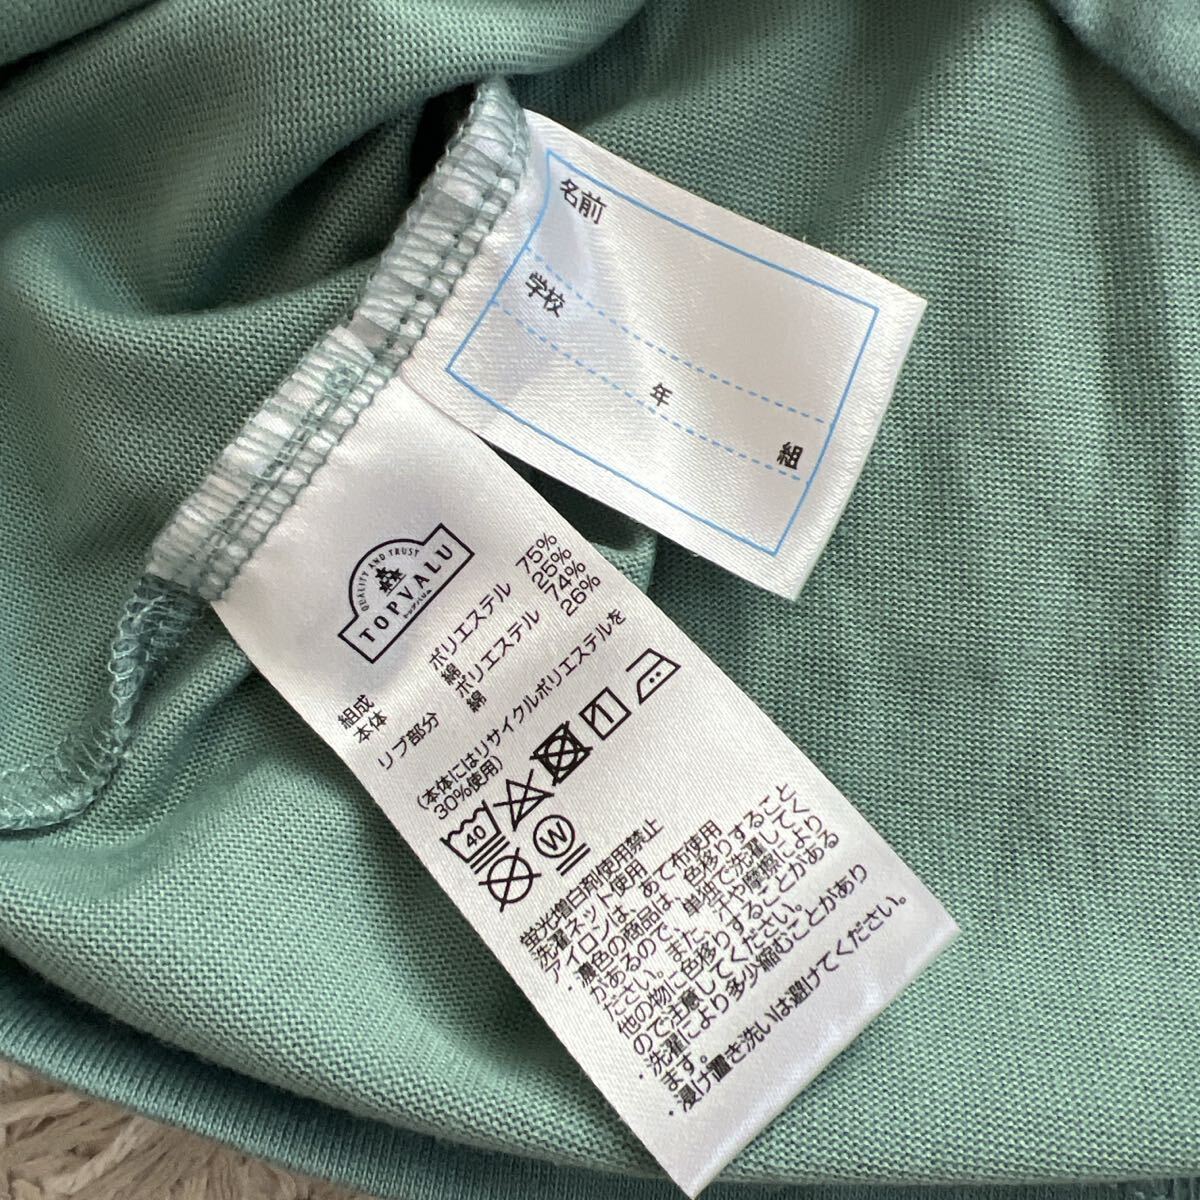 名前
学校
年
組
QUALITY AND TRUST
TOPVALU
トップバリュ
組成
本体 ポリエステル 75%
綿 25%
リブ部分 ポリエステル 74%
綿 26%
(本体にはリサイクルポリエステルを
30%使用)
40
W
蛍光増白剤使用禁止
洗濯ネット使用
アイロンは、あて布使用
・濃色の商品は、色移りすること
があるので、単独で洗濯してく
ださい。また、汗や摩擦により
他の物に色移りすることがある
ので注意してください。
・洗濯により多少縮むことがあり
ます。
・浸け置き洗いは避けてください。